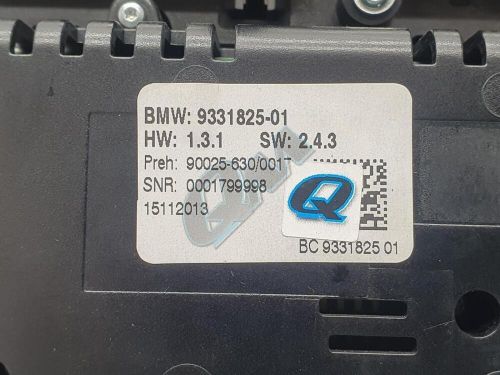 BMW: 9331825-01
HW: 1.3.1 SW: 2.4.3
Preh: 90025-630/0017
SNR: 0001799998
15112013
Q
BC 9331825 01